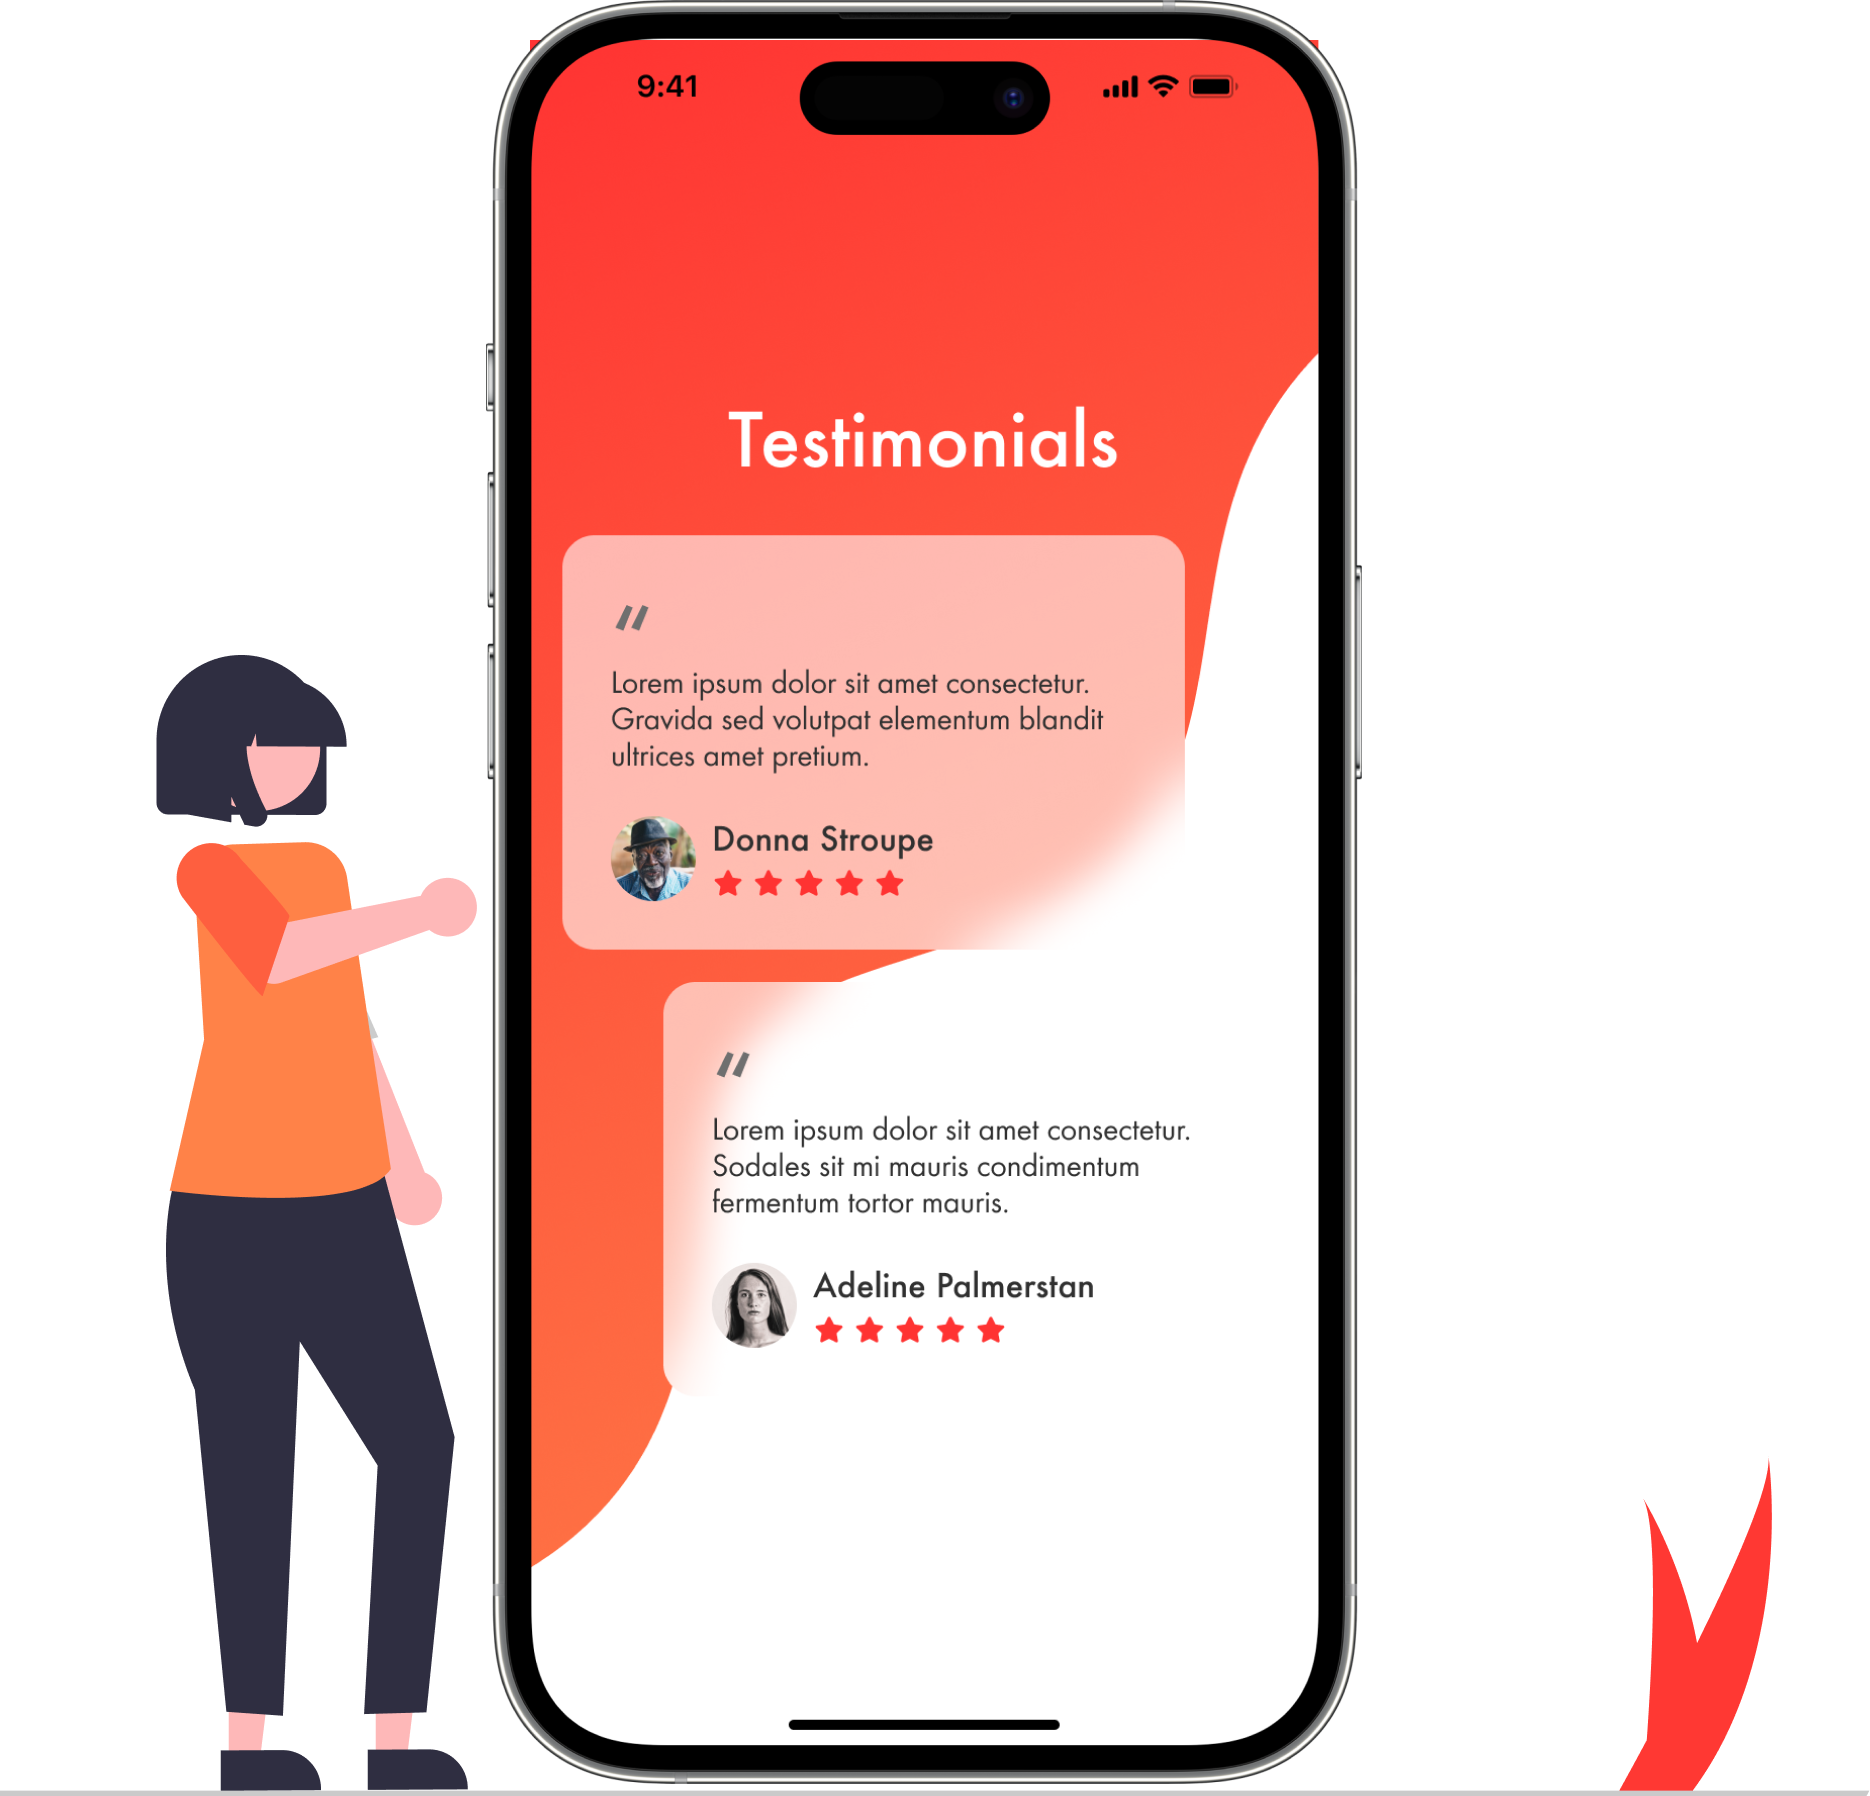 9:41
Testimonials
“
Lorem ipsum dolor sit amet consectetur.
Gravida sed volutpat elementum blandit
ultrices amet pretium.
Donna Stroupe
“
Lorem ipsum dolor sit amet consectetur.
Sodales sit mi mauris condimentum
fermentum tortor mauris.
Adeline Palmerstan